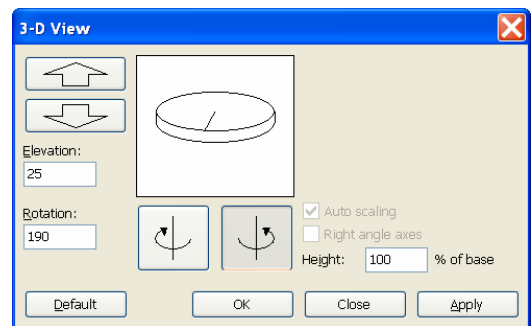 3-D View
Elevation:
25
Rotation:
190
Auto scaling
Right angle axes
Height: 100 % of base
Default OK Close Apply